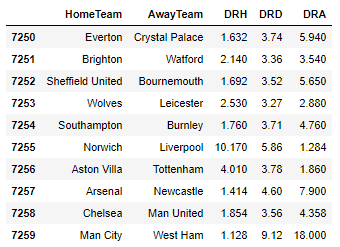 HomeTeam AwayTeam DRH DRD DRA
7250 Everton Crystal Palace 1.632 3.74 5.940
7251 Brighton Watford 2.140 3.36 3.540
7252 Sheffield United Bournemouth 1.692 3.52 5.650
7253 Wolves Leicester 2.530 3.27 2.880
7254 Southampton Burnley 1.760 3.71 4.760
7255 Norwich Liverpool 10.170 5.86 1.284
7256 Aston Villa Tottenham 4.010 3.78 1.860
7257 Arsenal Newcastle 1.414 4.60 7.900
7258 Chelsea Man United 1.854 3.56 4.358
7259 Man City West Ham 1.128 9.12 18.000